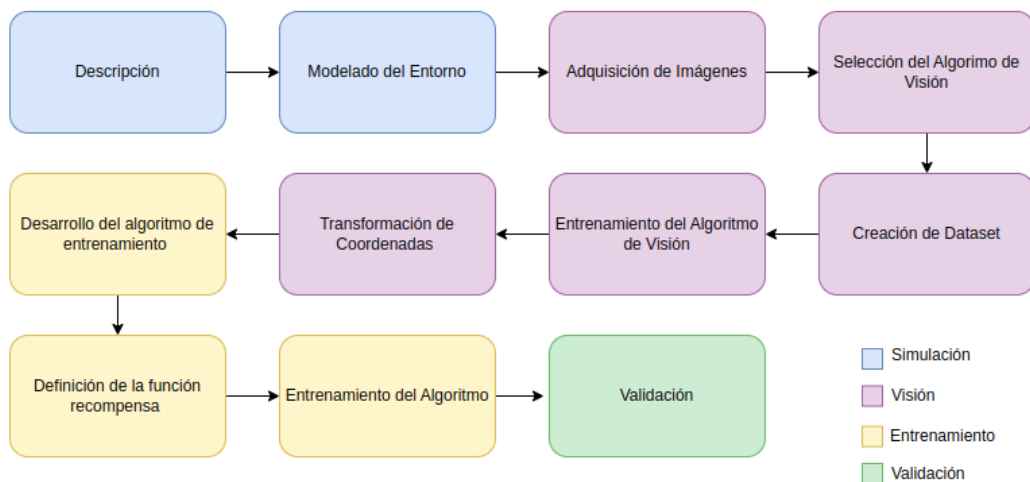 Descripción
Modelado del Entorno
Adquisición de Imágenes
Selección del Algorimo de
Visión
Desarrollo del algoritmo de
entrenamiento
Transformación de
Coordenadas
Entrenamiento del Algoritmo
de Visión
Creación de Dataset
Definición de la función
recompensa
Entrenamiento del Algoritmo
Validación
Simulación
Visión
Entrenamiento
Validación